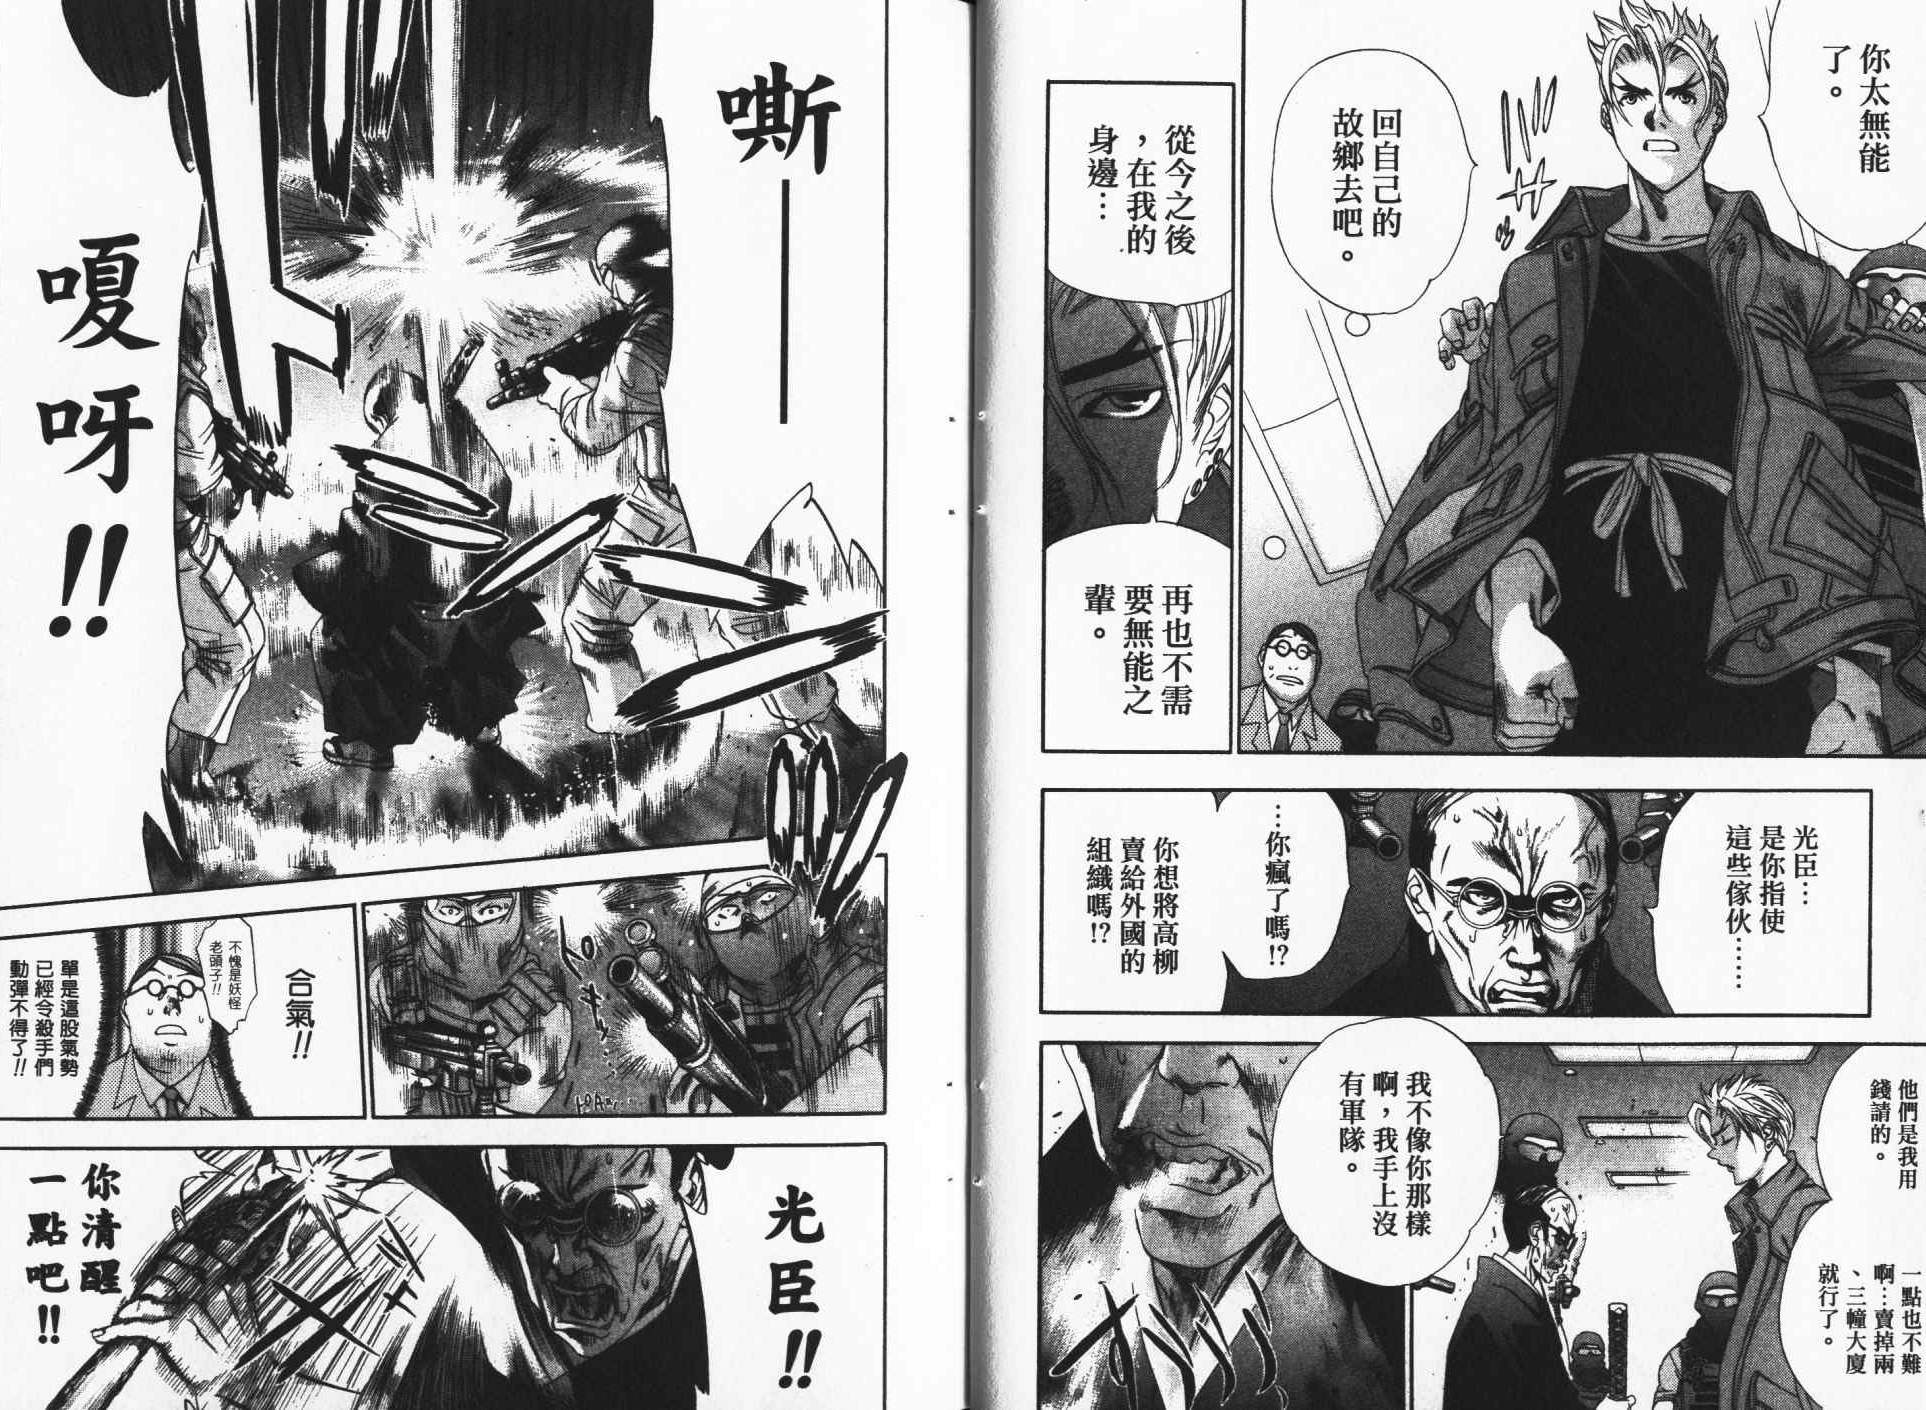 你太無能
了。
回自己的
故鄉去吧。
從今之後
，在我的
身邊…
再也不需
要無能之
輩。
光臣…
是你指使
這些傢伙……
…你瘋了嗎!?
你想將高柳
賣給外國的
組織嗎!?
他們是我用
錢請的。
一點也不難
啊…賣掉兩
、三幢大廈
就行了。
我不像你那樣
啊，我手上沒
有軍隊。
嘶——
嗄呀!!
合氣!!
不愧是妖怪
老頭子!!
單是這股氣勢
已經令殺手們
動彈不得了!!
光臣!!
你清醒
一點吧!!